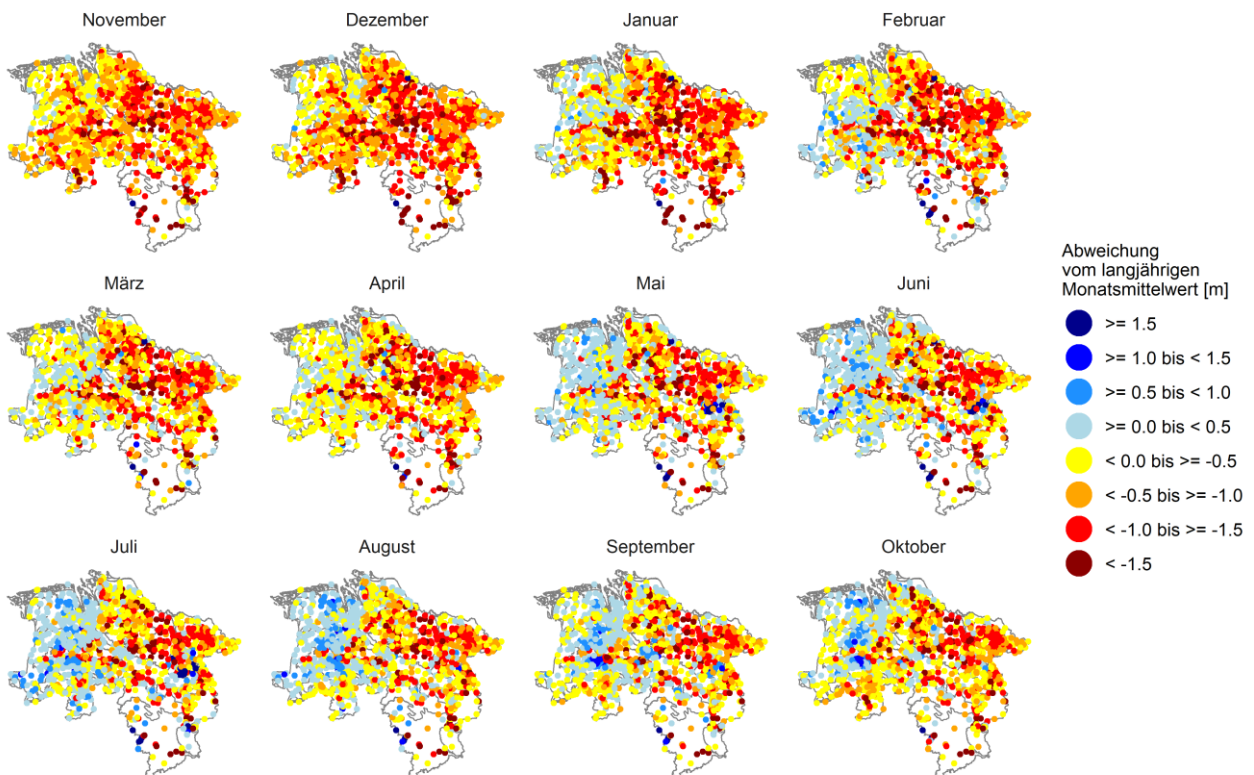 November
Dezember
Januar
Februar
März
April
Mai
Juni
Juli
August
September
Oktober
Abweichung
vom langjährigen
Monatsmittelwert [m]
>= 1.5
>= 1.0 bis < 1.5
>= 0.5 bis < 1.0
>= 0.0 bis < 0.5
< 0.0 bis >= -0.5
< -0.5 bis >= -1.0
< -1.0 bis >= -1.5
< -1.5